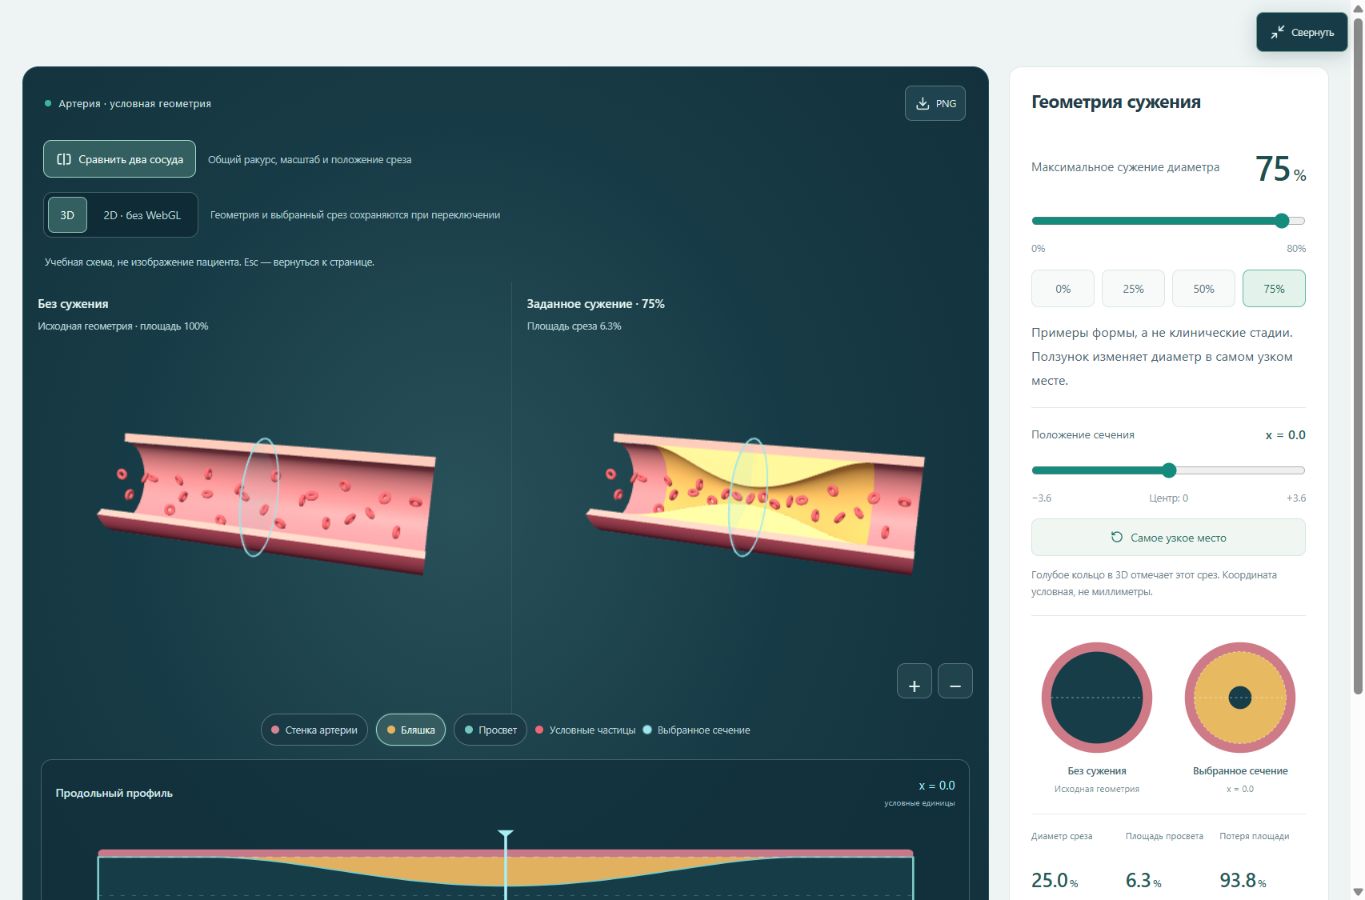 Свернуть
Артерия · условная геометрия
PNG
Сравнить два сосуда
Общий ракурс, масштаб и положение среза
3D
2D · без WebGL
Геометрия и выбранный срез сохраняются при переключении
Учебная схема, не изображение пациента. Esc — вернуться к странице.
Без сужения
Исходная геометрия · площадь 100%
Заданное сужение · 75%
Площадь среза 6.3%
+
−
Стенка артерии
Бляшка
Просвет
Условные частицы
Выбранное сечение
Продольный профиль
x = 0.0
условные единицы
Геометрия сужения
Максимальное сужение диаметра
75 %
0%
80%
0%
25%
50%
75%
Примеры формы, а не клинические стадии.
Ползунок изменяет диаметр в самом узком
месте.
Положение сечения
x = 0.0
−3.6
Центр: 0
+3.6
Самое узкое место
Голубое кольцо в 3D отмечает этот срез. Координата
условная, не миллиметры.
Без сужения
Исходная геометрия
Выбранное сечение
x = 0.0
Диаметр среза
Площадь просвета
Потеря площади
25.0 %
6.3 %
93.8 %